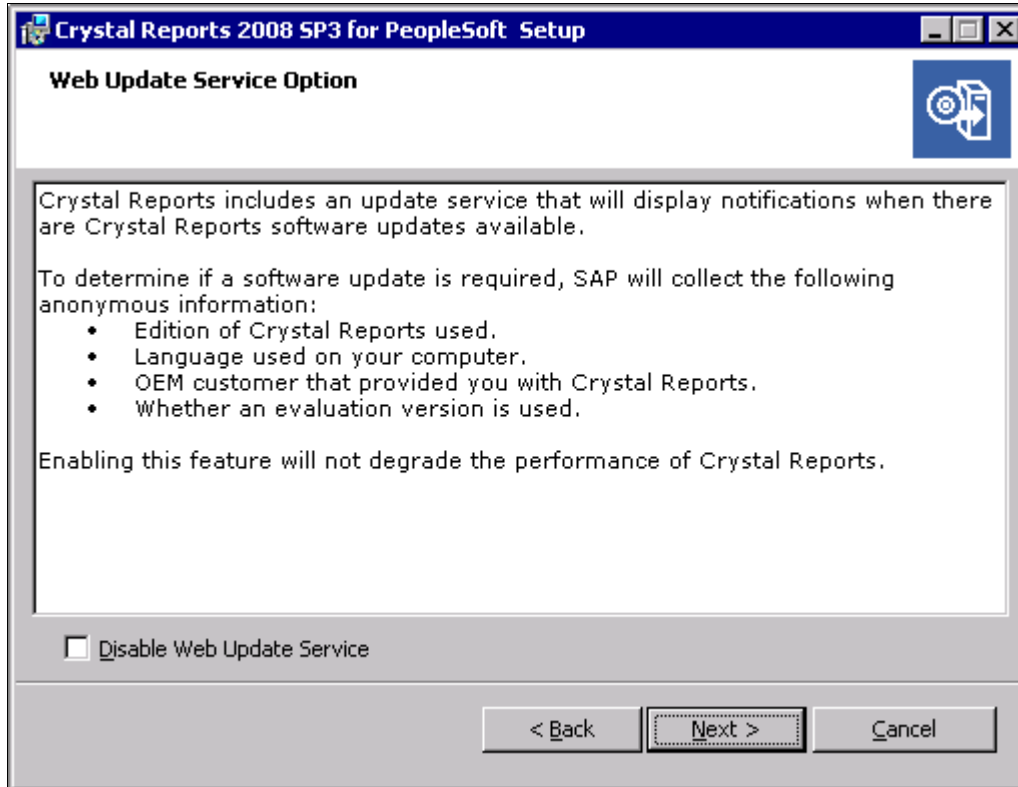 Crystal Reports 2008 SP3 for PeopleSoft Setup
Web Update Service Option
Crystal Reports includes an update service that will display notifications when there
are Crystal Reports software updates available.
To determine if a software update is required, SAP will collect the following
anonymous information:
• Edition of Crystal Reports used.
• Language used on your computer.
• OEM customer that provided you with Crystal Reports.
• Whether an evaluation version is used.
Enabling this feature will not degrade the performance of Crystal Reports.
Disable Web Update Service
< Back Next > Cancel